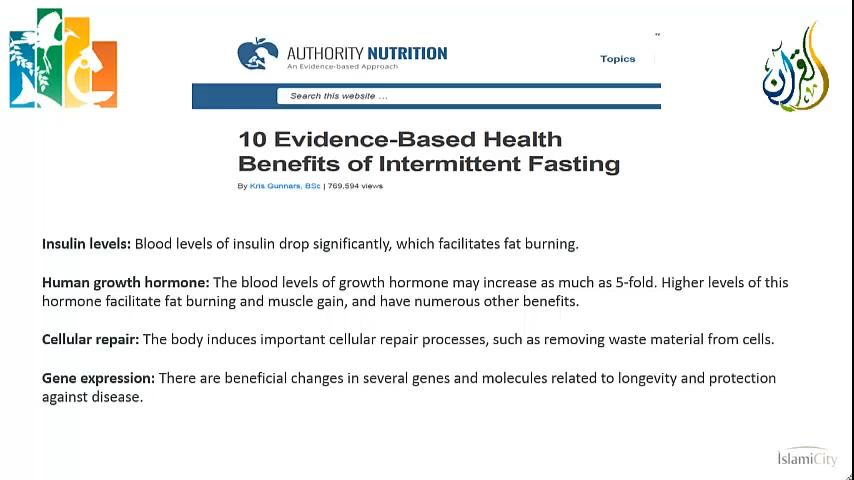 AUTHORITY NUTRITION
An Evidence-based Approach
Topics
Search this website ...
10 Evidence-Based Health
Benefits of Intermittent Fasting
By Kris Gunnars, BSc | 769,594 views
Insulin levels: Blood levels of insulin drop significantly, which facilitates fat burning.
Human growth hormone: The blood levels of growth hormone may increase as much as 5-fold. Higher levels of this
hormone facilitate fat burning and muscle gain, and have numerous other benefits.
Cellular repair: The body induces important cellular repair processes, such as removing waste material from cells.
Gene expression: There are beneficial changes in several genes and molecules related to longevity and protection
against disease.
IslamiCity